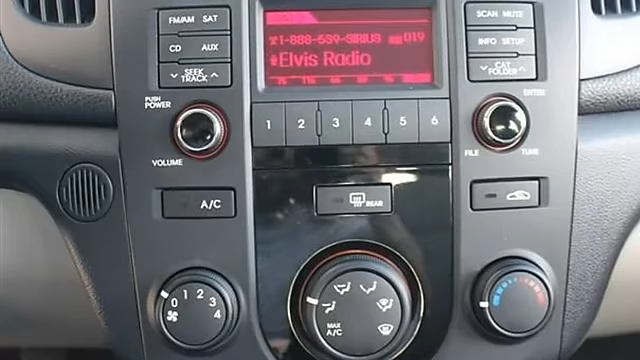 FM/AM SAT
SCAN MUTE
1-888-539-SIRIUS 019
CD AUX
INFO SETUP
Elvis Radio
SEEK
TRACK
CAT
FOLDER
PUSH
POWER
ENTER
1 2 3 4 5 6
VOLUME
FILE TUNE
A/C
REAR
0 1 2 3 4
MAX
A/C